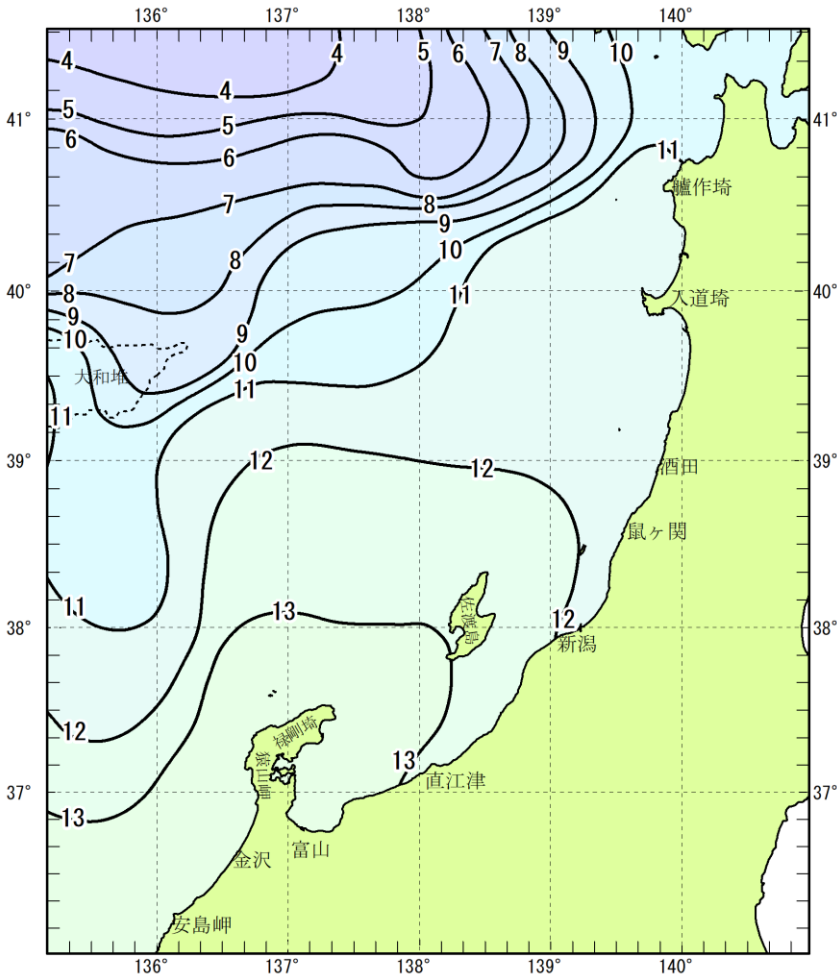 136° 137° 138° 139° 140°
4 4 5 6 7 8 9 10
4
5 5
41° 41°
6 6
11
艫作埼
7 8
9
7 8 10
8 40° 11 40°
入道埼
9
10 9
10
大和堆
11 11
39° 12 12 39°
酒田
鼠ヶ関
11 13 12
38° 佐渡島 38°
新潟
12
禄剛埼
猿山岬
13
直江津
37° 37°
13
富山
金沢
安島岬
136° 137° 138° 139° 140°